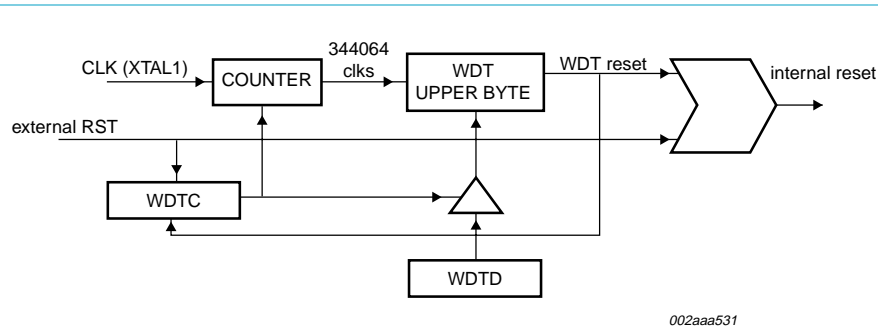 344064
clks
CLK (XTAL1)
COUNTER
WDT
UPPER BYTE
WDT reset
internal reset
external RST
WDTC
WDTD
002aaa531